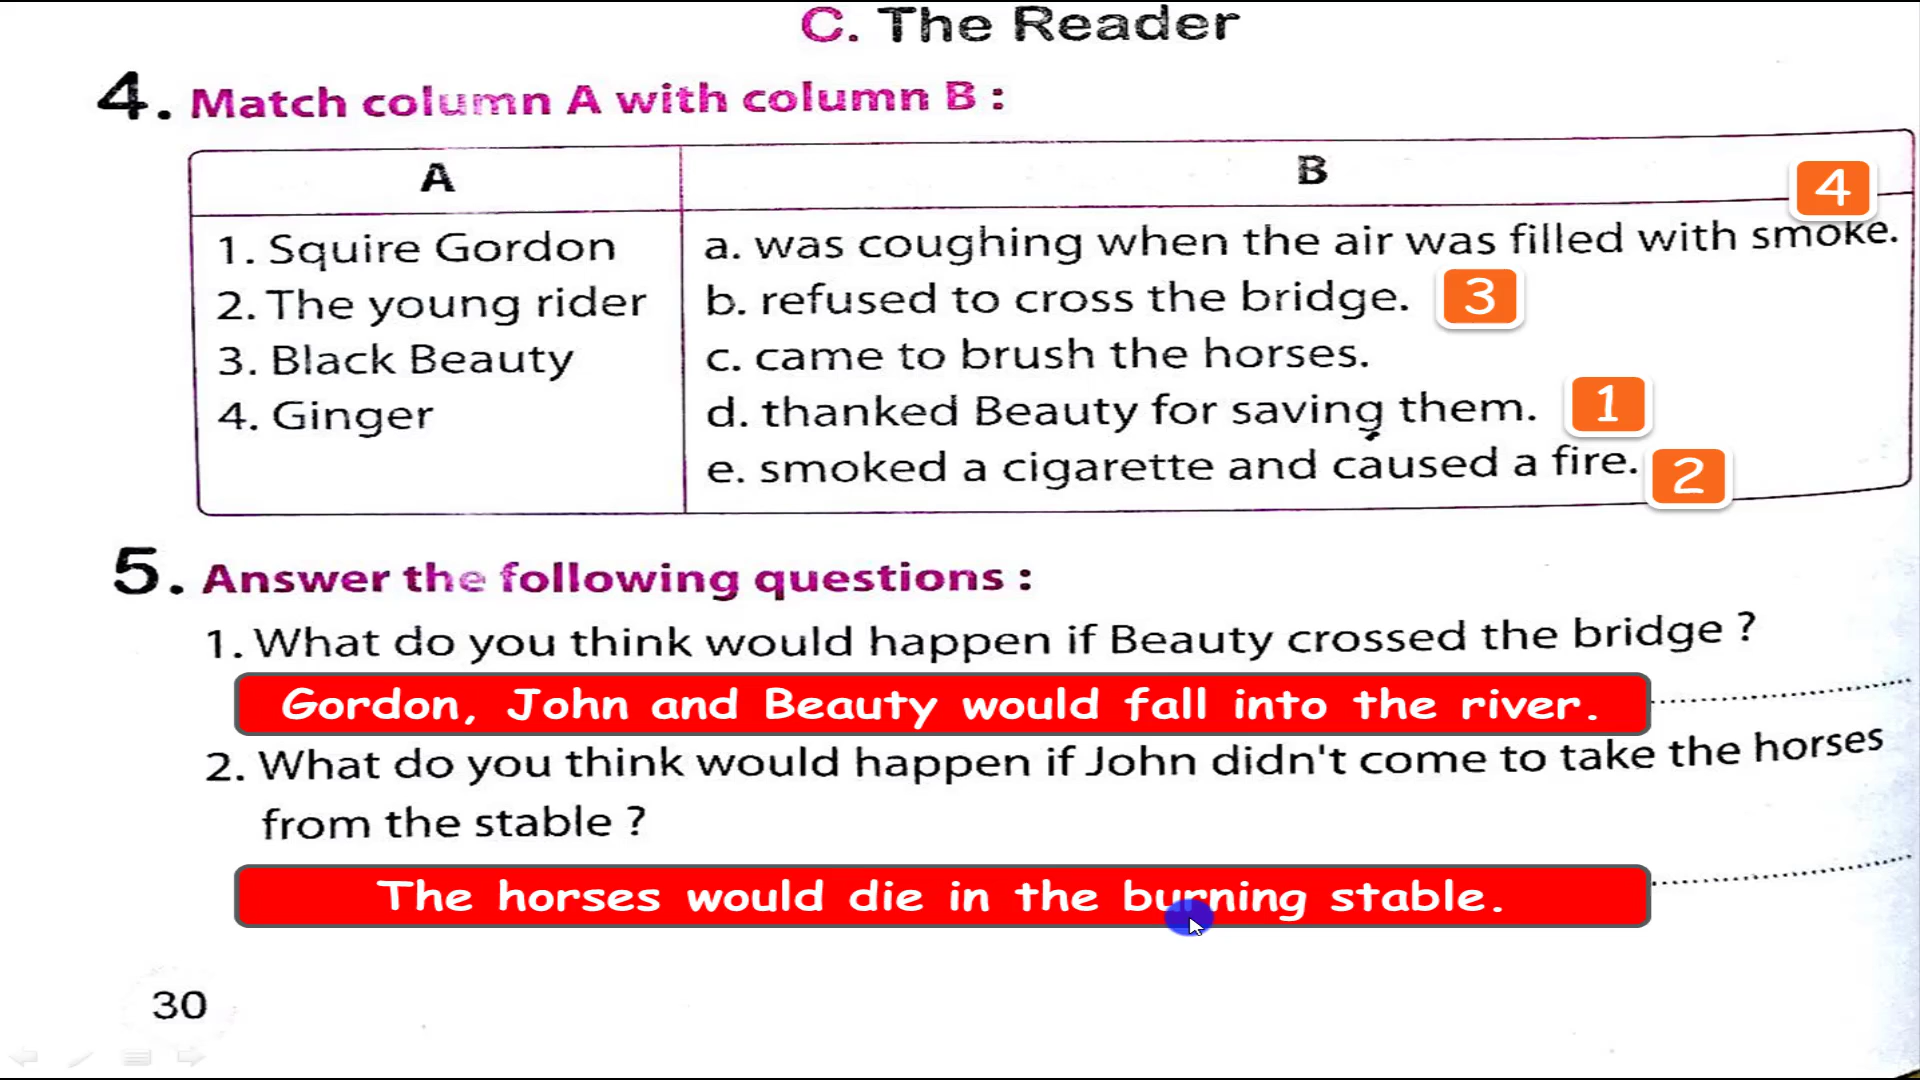 C. The Reader
4. Match column A with column B :
A
B
4
1. Squire Gordon
a. was coughing when the air was filled with smoke.
2. The young rider
b. refused to cross the bridge.
3
3. Black Beauty
c. came to brush the horses.
4. Ginger
d. thanked Beauty for saving them.
1
e. smoked a cigarette and caused a fire.
2
5. Answer the following questions :
1. What do you think would happen if Beauty crossed the bridge ?
Gordon, John and Beauty would fall into the river.
2. What do you think would happen if John didn't come to take the horses
from the stable ?
The horses would die in the burning stable.
30